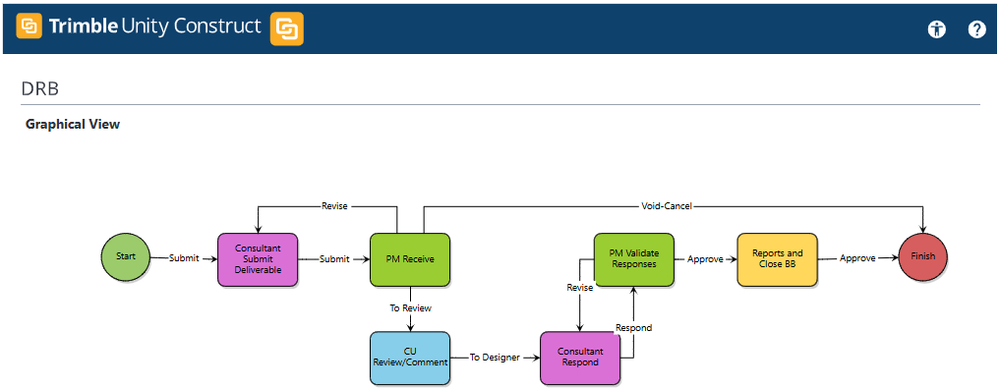 Trimble Unity Construct
DRB
Graphical View
Revise
Void-Cancel
Start
Submit
Consultant
Submit
Deliverable
Submit
PM Receive
PM Validate
Responses
Approve
Reports and
Close BB
Approve
Finish
Revise
To Review
Respond
CU
Review/Comment
To Designer
Consultant
Respond